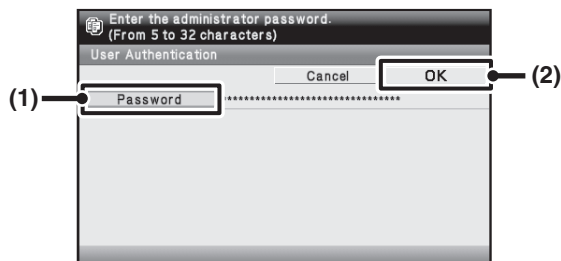 Enter the administrator password.
(From 5 to 32 characters)
User Authentication
Cancel OK (2)
(1) Password ********************************